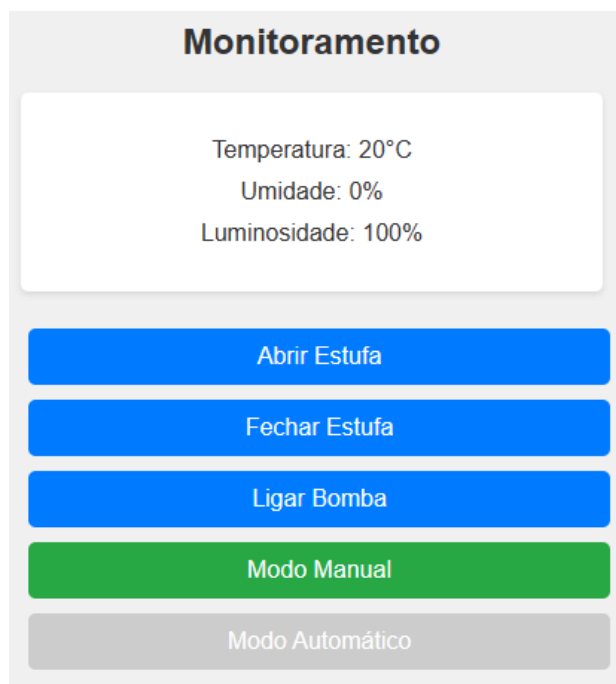 Monitoramento
Temperatura: 20°C
Umidade: 0%
Luminosidade: 100%
Abrir Estufa
Fechar Estufa
Ligar Bomba
Modo Manual
Modo Automático